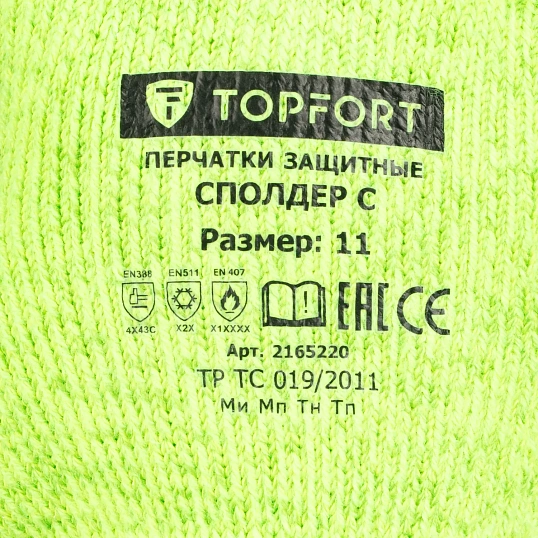 TOPFORT
ПЕРЧАТКИ ЗАЩИТНЫЕ
СПОЛДЕР С
Размер: 11
EN388 EN511 EN 407
4X43C X2X X1XXXX
EAC CE
Арт. 2165220
ТР ТС 019/2011
Ми Мп Тн Тп